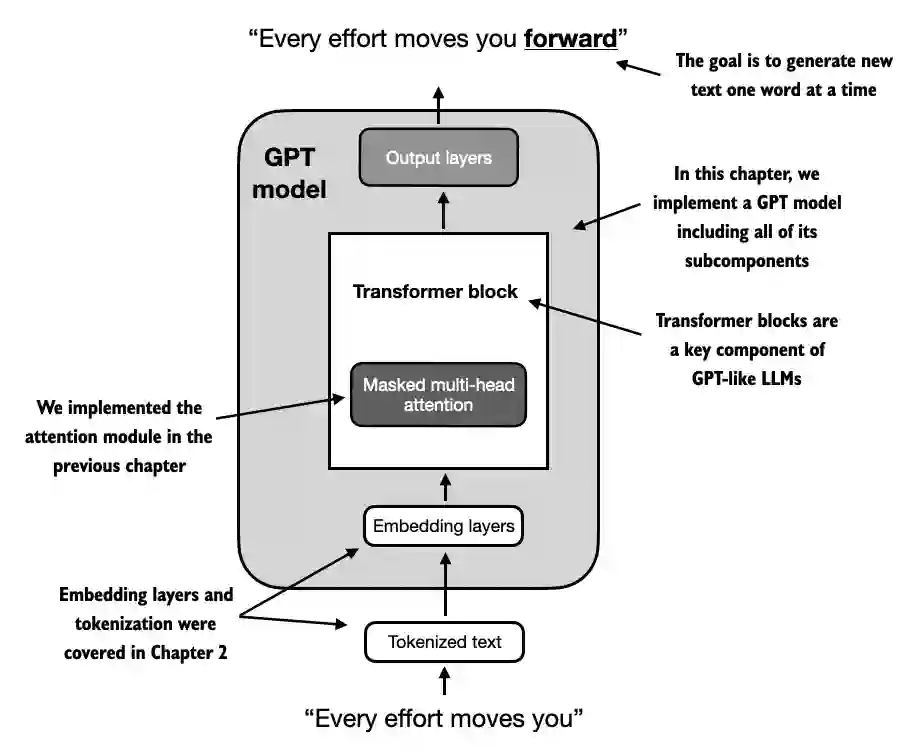 “Every effort moves you forward”
The goal is to generate new
text one word at a time
GPT
model
Output layers
In this chapter, we
implement a GPT model
including all of its
subcomponents
Transformer block
Transformer blocks are
a key component of
GPT-like LLMs
Masked multi-head
attention
We implemented the
attention module in the
previous chapter
Embedding layers
Embedding layers and
tokenization were
covered in Chapter 2
Tokenized text
“Every effort moves you”